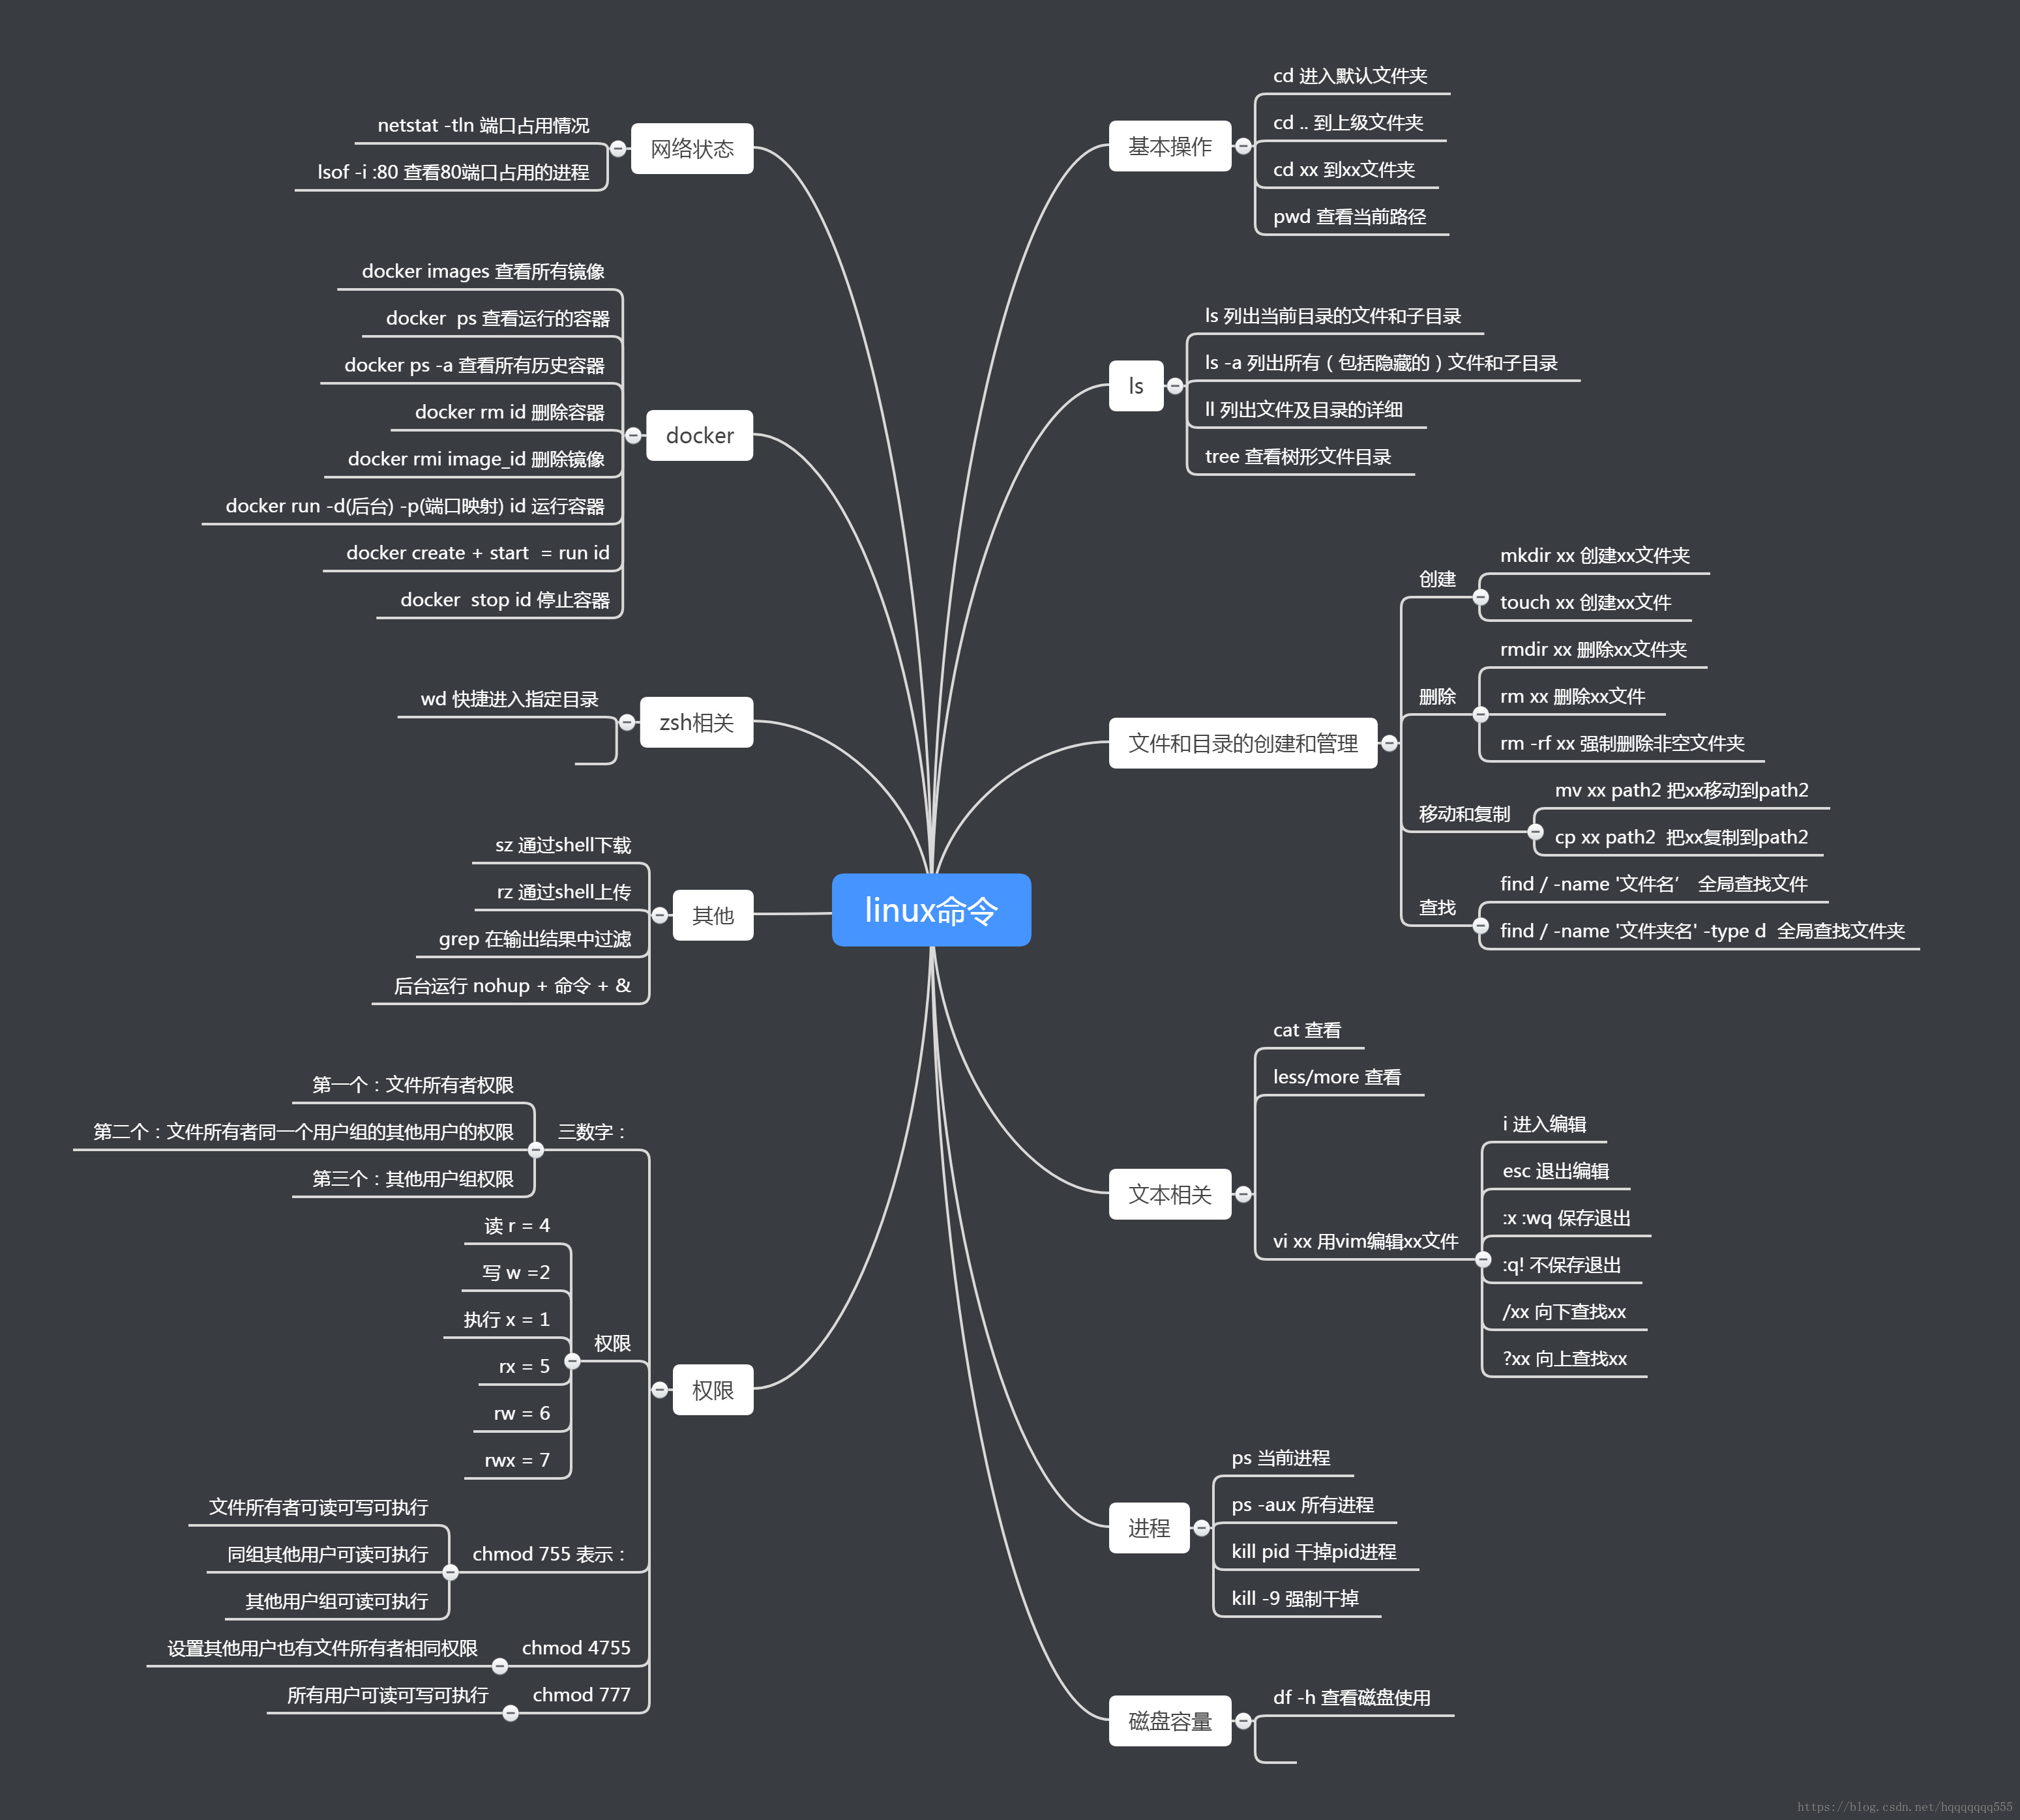 linux命令
基本操作
cd 进入默认文件夹
cd .. 到上级文件夹
cd xx 到xx文件夹
pwd 查看当前路径
ls
ls 列出当前目录的文件和子目录
ls -a 列出所有（包括隐藏的）文件和子目录
ll 列出文件及目录的详细
tree 查看树形文件目录
文件和目录的创建和管理
创建
mkdir xx 创建xx文件夹
touch xx 创建xx文件
删除
rmdir xx 删除xx文件夹
rm xx 删除xx文件
rm -rf xx 强制删除非空文件夹
移动和复制
mv xx path2 把xx移动到path2
cp xx path2  把xx复制到path2
查找
find / -name '文件名’  全局查找文件
find / -name '文件夹名' -type d  全局查找文件夹
文本相关
cat 查看
less/more 查看
vi xx 用vim编辑xx文件
i 进入编辑
esc 退出编辑
:x :wq 保存退出
:q! 不保存退出
/xx 向下查找xx
?xx 向上查找xx
进程
ps 当前进程
ps -aux 所有进程
kill pid 干掉pid进程
kill -9 强制干掉
磁盘容量
df -h 查看磁盘使用
网络状态
netstat -tln 端口占用情况
lsof -i :80 查看80端口占用的进程
docker
docker images 查看所有镜像
docker  ps 查看运行的容器
docker ps -a 查看所有历史容器
docker rm id 删除容器
docker rmi image_id 删除镜像
docker run -d(后台) -p(端口映射) id 运行容器
docker create + start  = run id
docker  stop id 停止容器
zsh相关
wd 快捷进入指定目录
其他
sz 通过shell下载
rz 通过shell上传
grep 在输出结果中过滤
后台运行 nohup + 命令 + &
权限
三数字：
第一个：文件所有者权限
第二个：文件所有者同一个用户组的其他用户的权限
第三个：其他用户组权限
权限
读 r = 4
写 w =2
执行 x = 1
rx = 5
rw = 6
rwx = 7
chmod 755 表示：
文件所有者可读可写可执行
同组其他用户可读可执行
其他用户组可读可执行
chmod 4755
设置其他用户也有文件所有者相同权限
chmod 777
所有用户可读可写可执行
https://blog.csdn.net/hqqqqqqq555